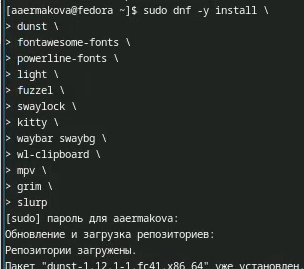 [aaermakova@fedora ~]$ sudo dnf -y install \
> dunst \
> fontawesome-fonts \
> powerline-fonts \
> light \
> fuzzel \
> swaylock \
> kitty \
> waybar swaybg \
> wl-clipboard \
> mpv \
> grim \
> slurp
[sudo] пароль для aaermakova:
Обновление и загрузка репозиториев:
Репозитории загружены.
Пакет "dunst-1.12.1-1.fc41.x86_64" уже установлен